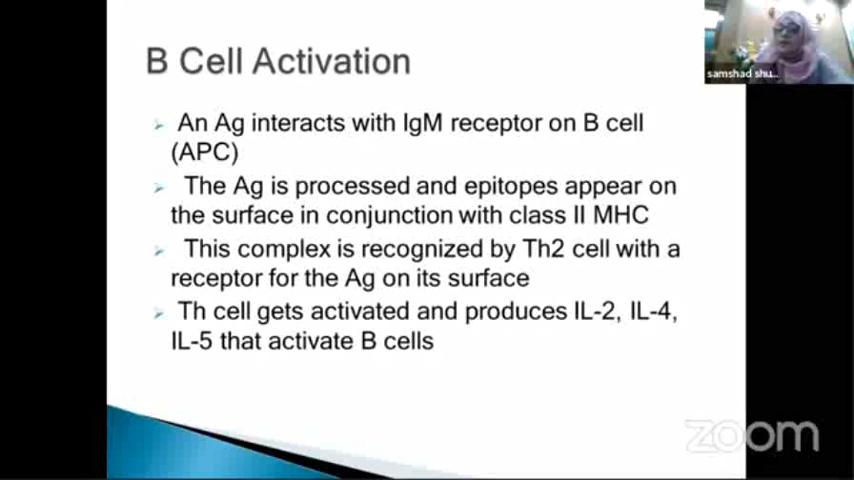 B Cell Activation
samshad shu...
An Ag interacts with IgM receptor on B cell
(APC)
The Ag is processed and epitopes appear on
the surface in conjunction with class II MHC
This complex is recognized by Th2 cell with a
receptor for the Ag on its surface
Th cell gets activated and produces IL-2, IL-4,
IL-5 that activate B cells
zoom